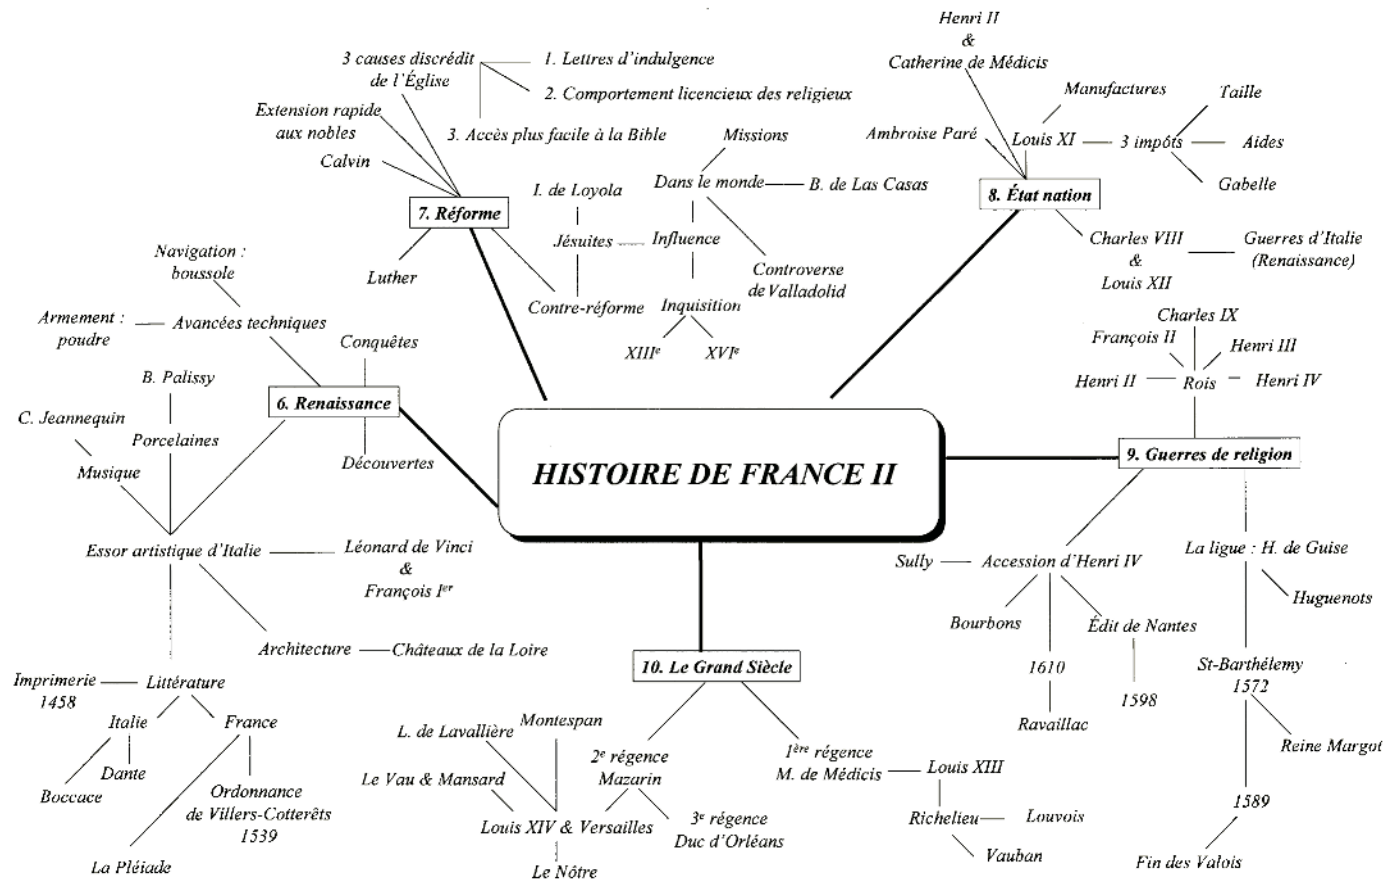 HISTOIRE DE FRANCE II
6. Renaissance
Conquêtes
Découvertes
Avancées techniques
Navigation :
boussole
Armement :
poudre
Essor artistique d'Italie
Porcelaines
B. Palissy
Musique
C. Jeannequin
Léonard de Vinci
&
François Iᵉʳ
Architecture
Châteaux de la Loire
Littérature
Imprimerie
1458
Italie
Boccace
Dante
France
La Pléiade
Ordonnance
de Villers-Cotterêts
1539
7. Réforme
Luther
Calvin
Extension rapide
aux nobles
3 causes discrédit
de l'Église
1. Lettres d'indulgence
2. Comportement licencieux des religieux
3. Accès plus facile à la Bible
Contre-réforme
Jésuites
I. de Loyola
Influence
Dans le monde
Missions
B. de Las Casas
Controverse
de Valladolid
Inquisition
XIIIᵉ
XVIᵉ
8. État nation
Ambroise Paré
Henri II
&
Catherine de Médicis
Louis XI
Manufactures
3 impôts
Taille
Aides
Gabelle
Charles VIII
&
Louis XII
Guerres d'Italie
(Renaissance)
9. Guerres de religion
Rois
Henri II
François II
Charles IX
Henri III
Henri IV
Accession d'Henri IV
Sully
Bourbons
1610
Ravaillac
Édit de Nantes
1598
La ligue : H. de Guise
Huguenots
St-Barthélemy
1572
Reine Margot
1589
Fin des Valois
10. Le Grand Siècle
1ère régence
M. de Médicis
Louis XIII
Richelieu
Louvois
Vauban
2ᵉ régence
Mazarin
3ᵉ régence
Duc d'Orléans
Louis XIV & Versailles
Montespan
L. de Lavallière
Le Vau & Mansard
Le Nôtre